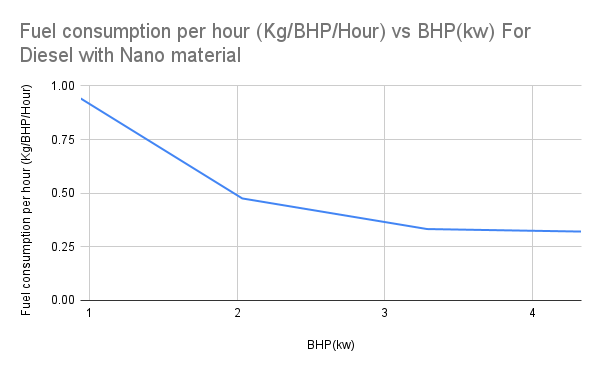 Fuel consumption per hour (Kg/BHP/Hour) vs BHP(kw) For
Diesel with Nano material
Fuel consumption per hour (Kg/BHP/Hour)
1.00
0.75
0.50
0.25
0.00
1
2
3
4
BHP(kw)